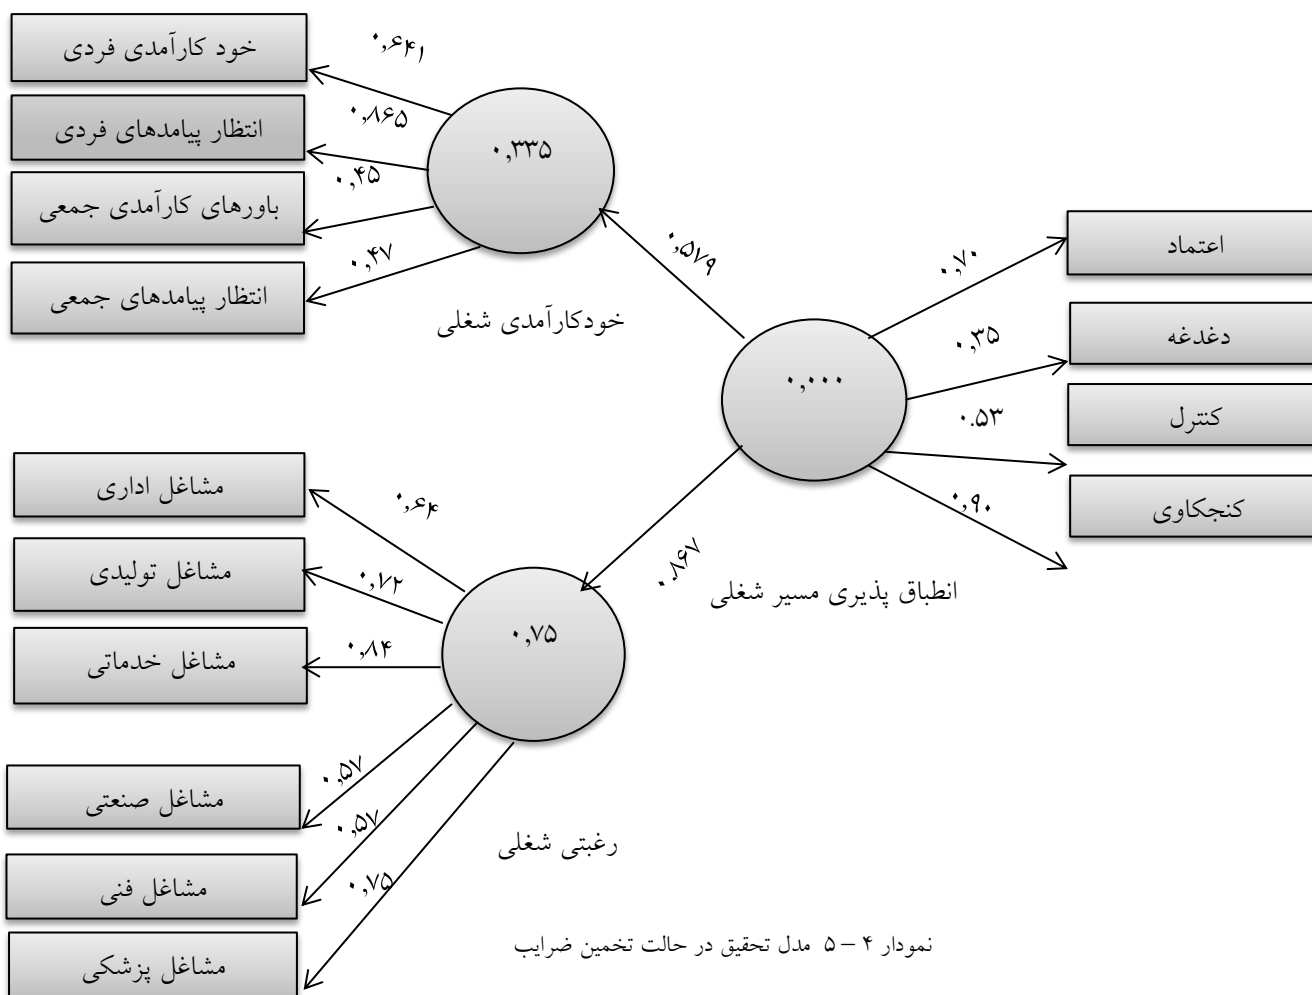 خود کارآمدی فردی
۰,۶۴۱
انتظار پیامدهای فردی
۰,۸۶۵
باورهای کارآمدی جمعی
۰,۴۵
انتظار پیامدهای جمعی
۰,۴۷
۰,۳۳۵
خودکارآمدی شغلی
۰,۵۷۹
اعتماد
۰,۷۰
دغدغه
۰,۳۵
کنترل
۰.۵۳
کنجکاوی
۰,۹۰
۰,۰۰۰
انطباق پذیری مسیر شغلی
۰.۸۶۷
مشاغل اداری
۰,۶۴
مشاغل تولیدی
۰,۷۲
مشاغل خدماتی
۰,۸۴
۰,۷۵
مشاغل صنعتی
۰,۵۷
مشاغل فنی
۰,۵۷
مشاغل پزشکی
۰,۷۵
رغبتی شغلی
نمودار ۴ – ۵ مدل تحقیق در حالت تخمین ضرایب